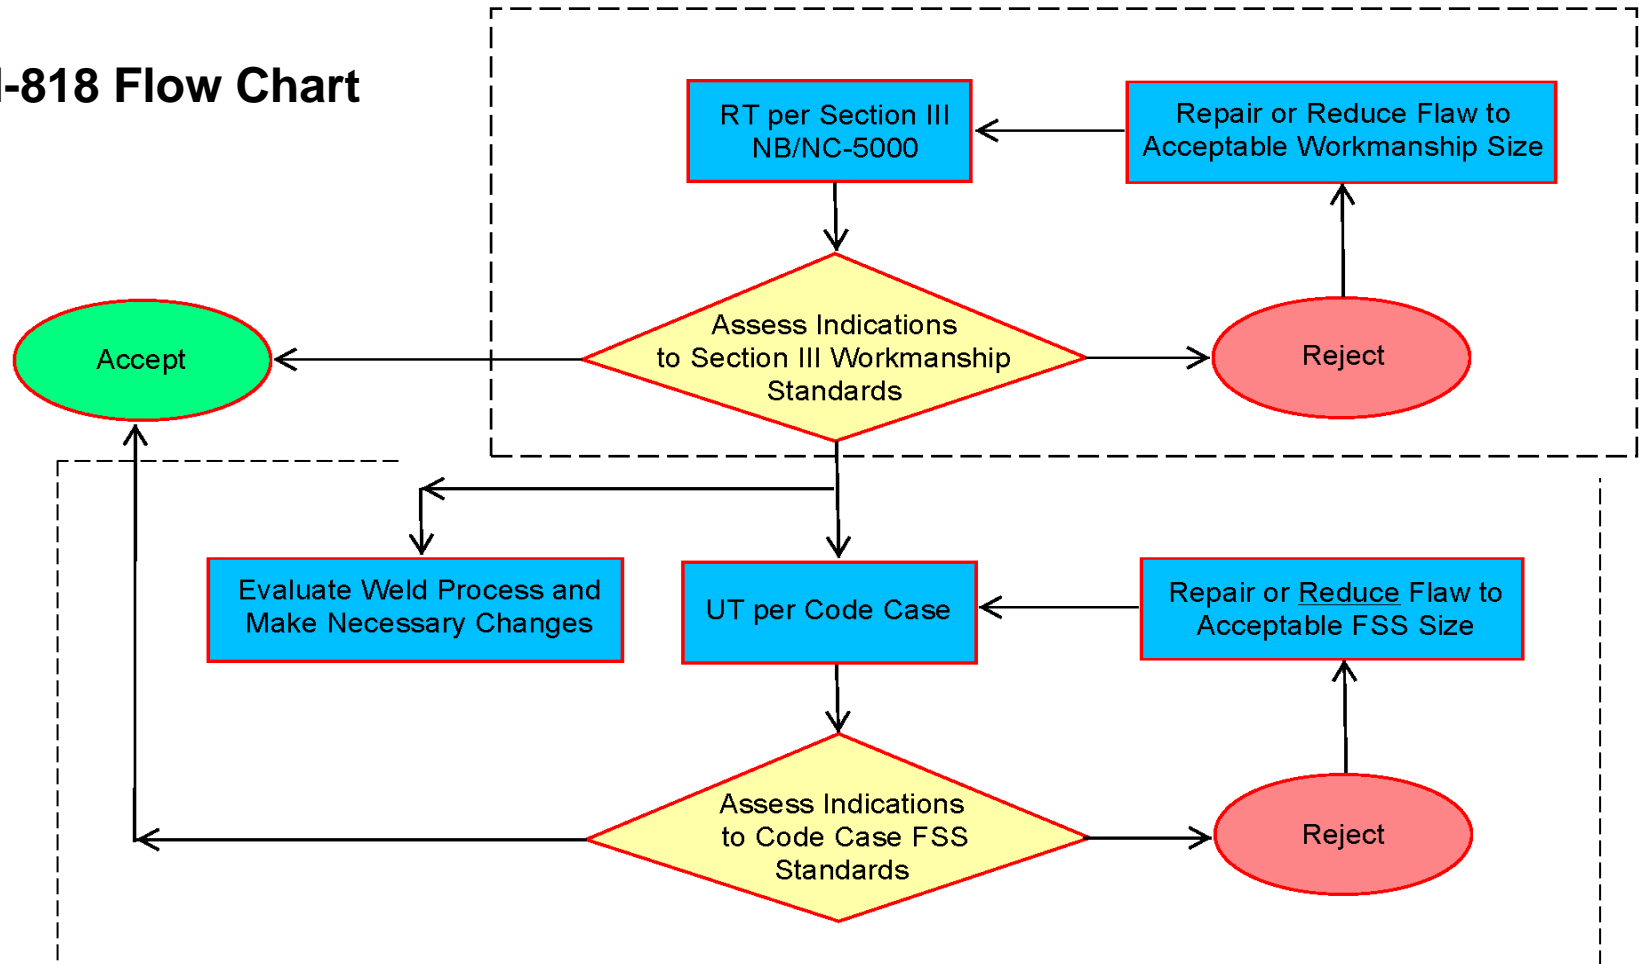 -818 Flow Chart
RT per Section III
NB/NC-5000
Repair or Reduce Flaw to
Acceptable Workmanship Size
Assess Indications
to Section III Workmanship
Standards
Accept
Reject
Evaluate Weld Process and
Make Necessary Changes
UT per Code Case
Repair or Reduce Flaw to
Acceptable FSS Size
Assess Indications
to Code Case FSS
Standards
Reject